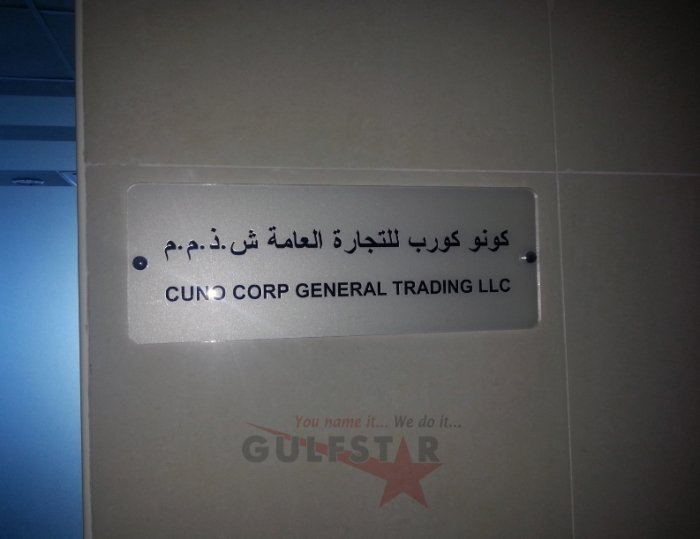 كونو كورب للتجارة العامة ش.ذ.م.م
CUNO CORP GENERAL TRADING LLC
You name it... We do it...
GULFSTAR